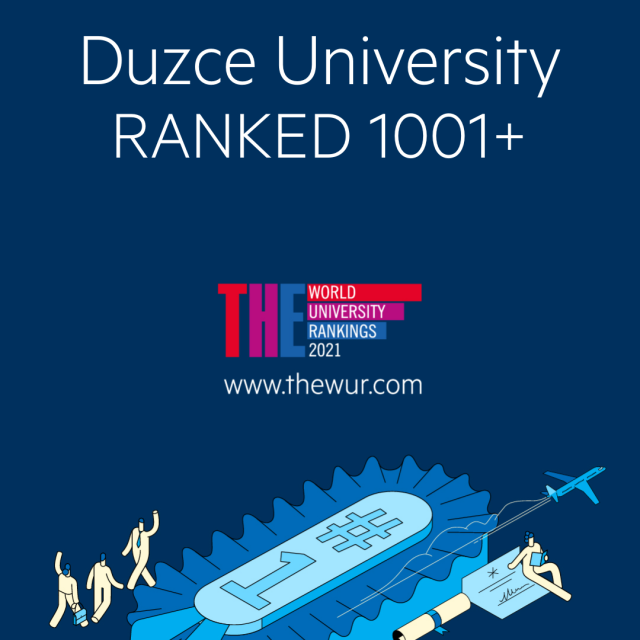 Duzce University
RANKED 1001+
THE WORLD
UNIVERSITY
RANKINGS
2021
www.thewur.com
#1